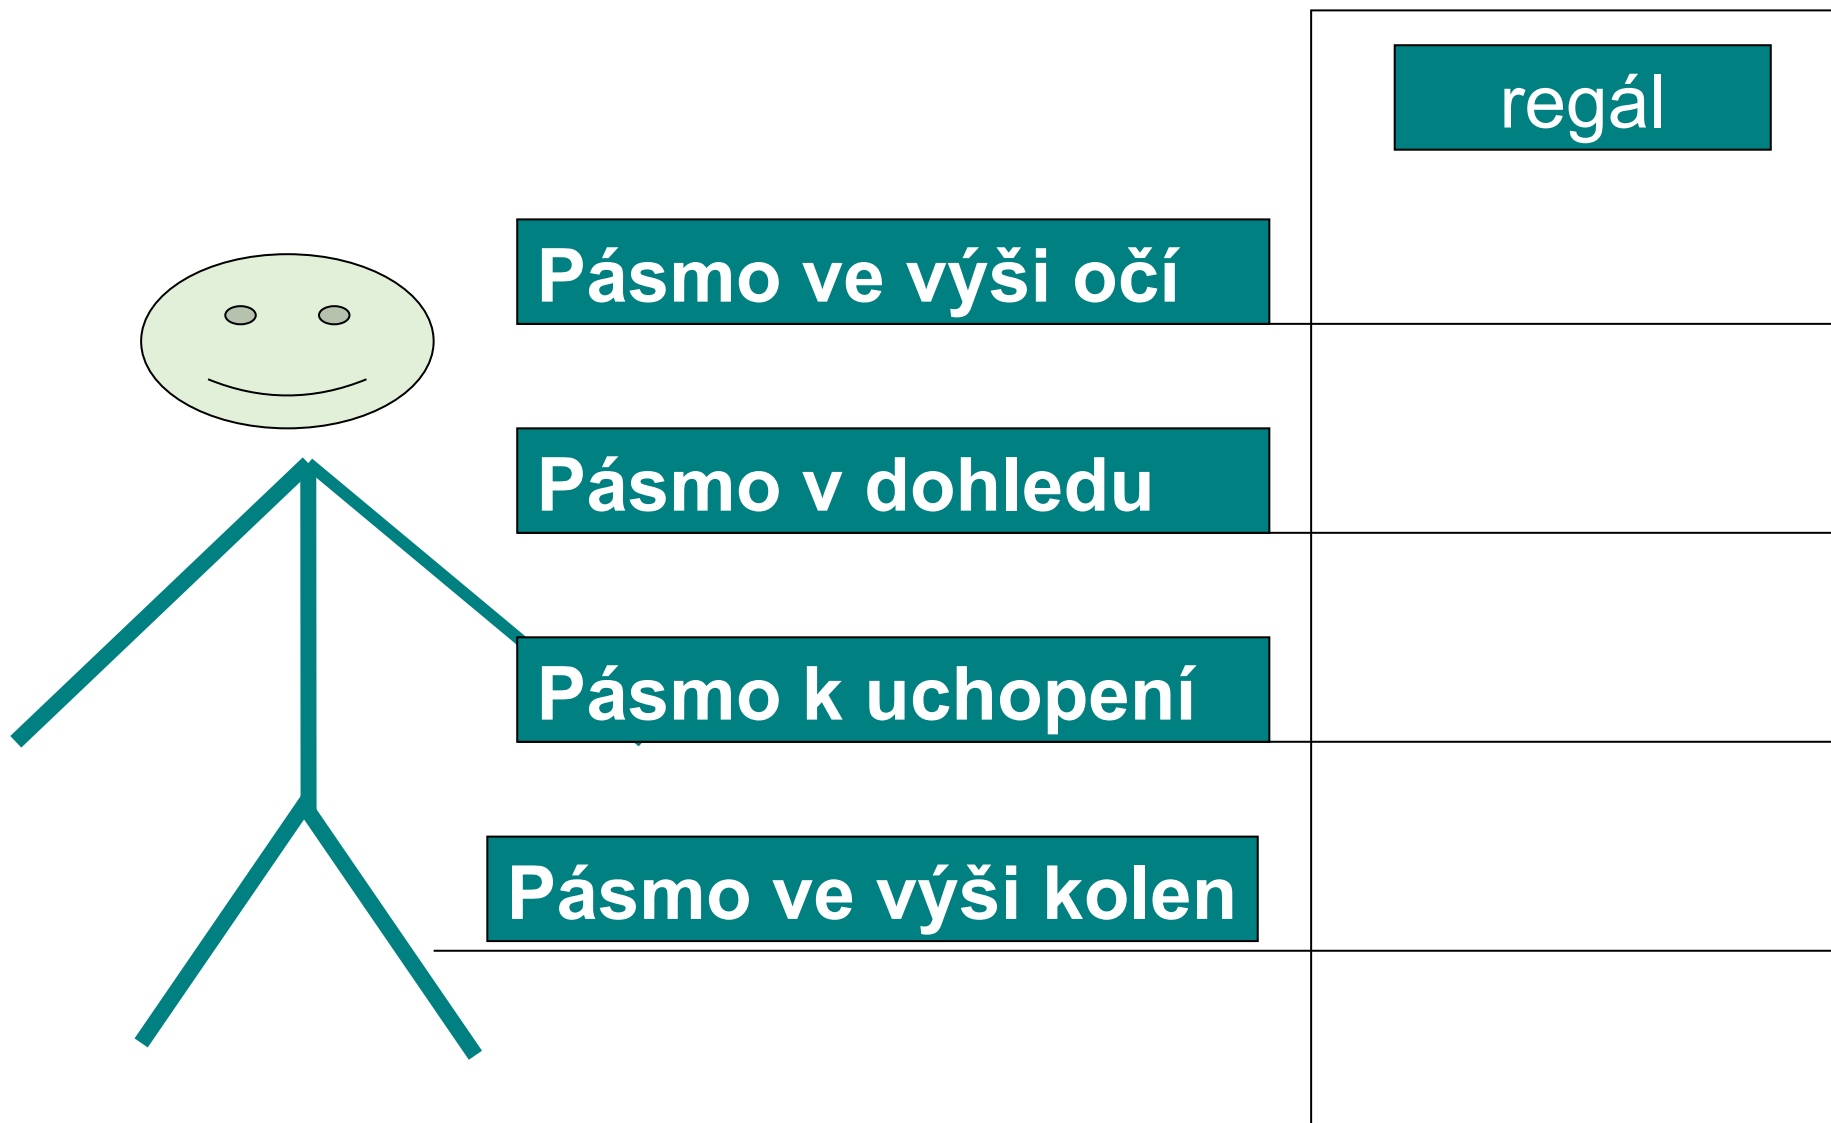 regál
Pásmo ve výši očí
Pásmo v dohledu
Pásmo k uchopení
Pásmo ve výši kolen